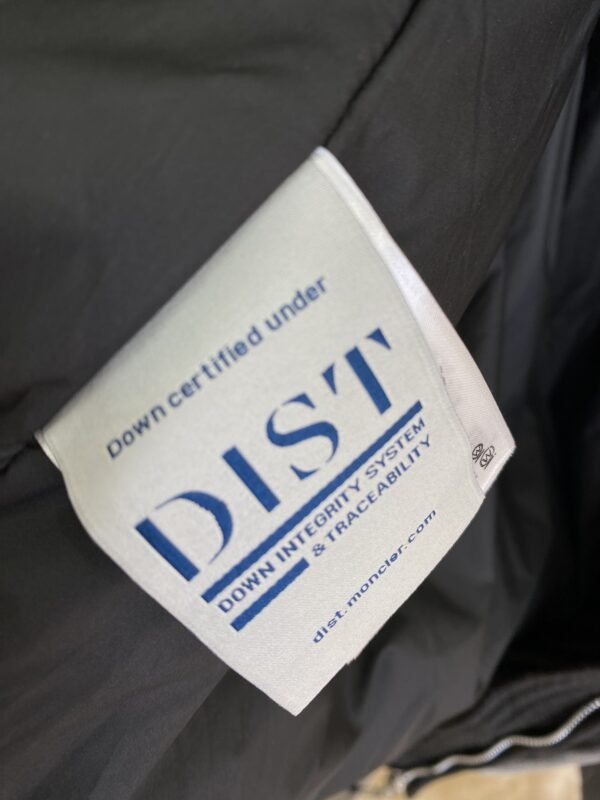 Down certified under
DIST
DOWN INTEGRITY SYSTEM
& TRACEABILITY
dist.moncler.com